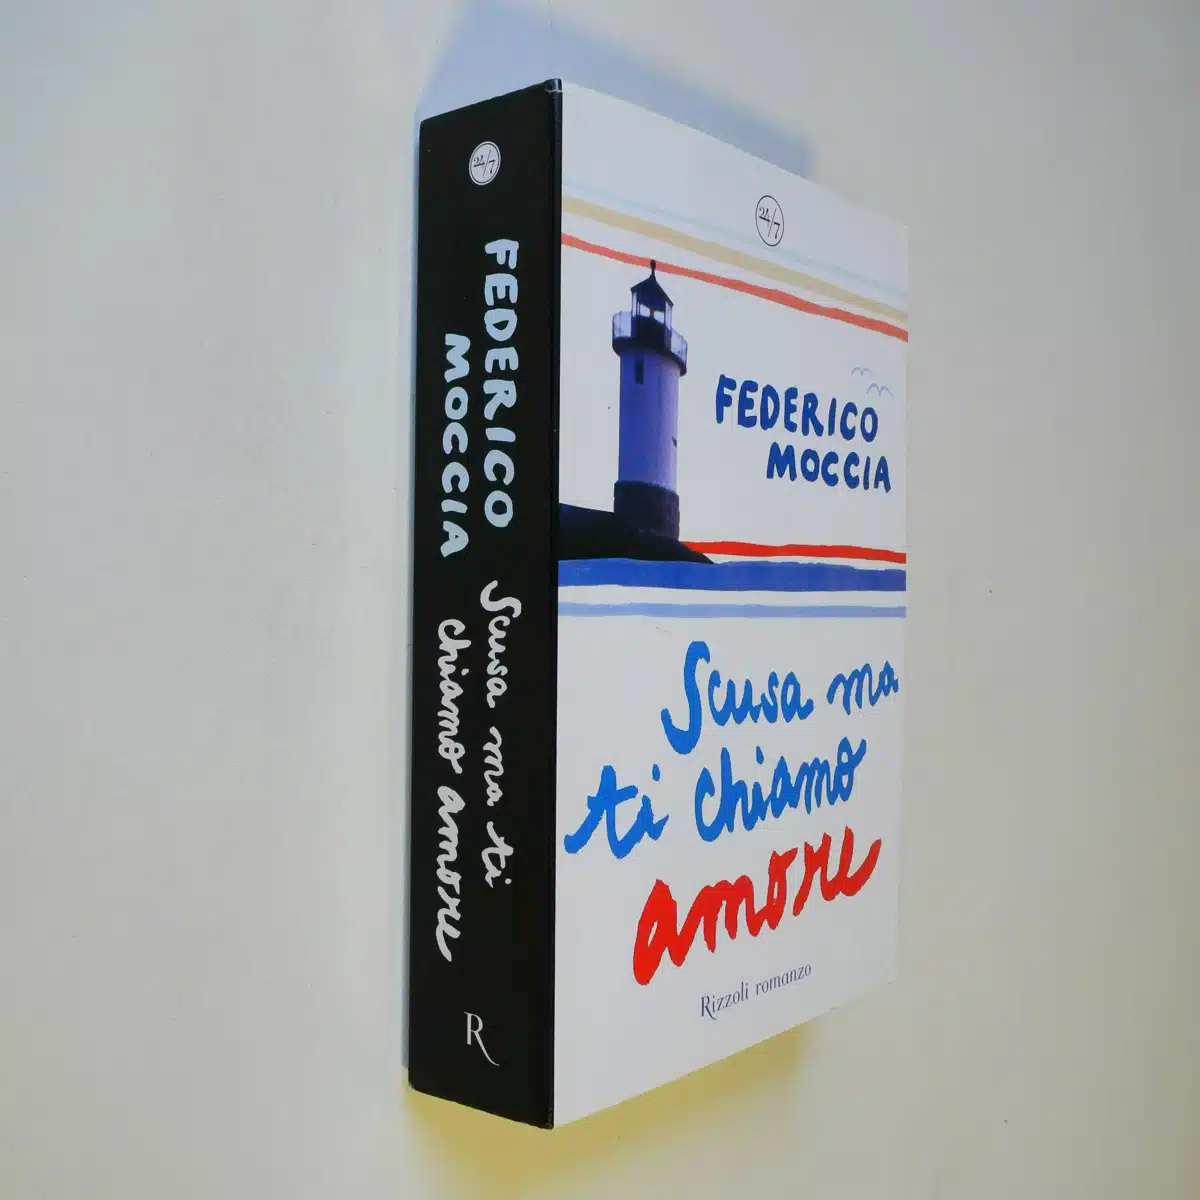 24/7
FEDERICO
MOCCIA
Scusa ma ti
chiamo amore
R
24/7
FEDERICO
MOCCIA
Scusa ma
ti chiamo
amore
Rizzoli romanzo